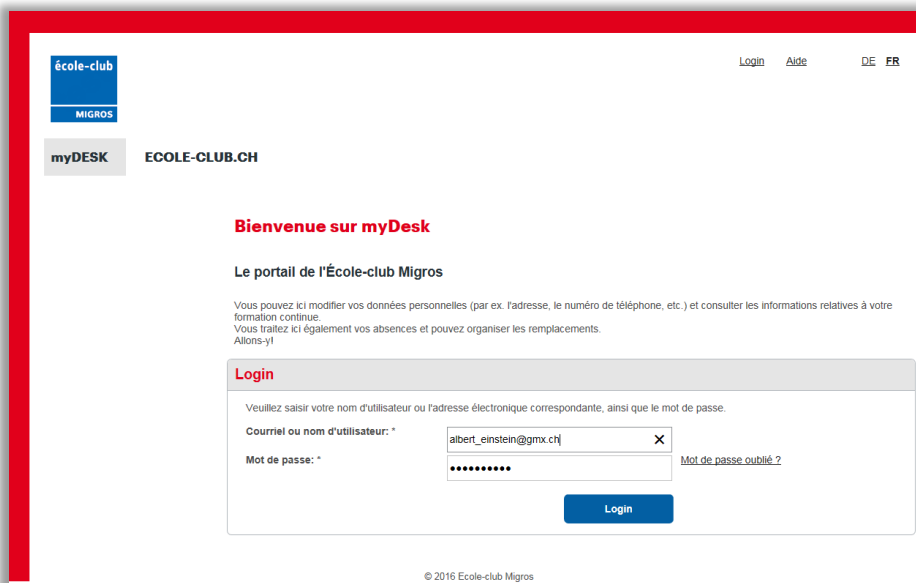 école-club
MIGROS
Login Aide DE FR
myDESK ECOLE-CLUB.CH
Bienvenue sur myDesk
Le portail de l'École-club Migros
Vous pouvez ici modifier vos données personnelles (par ex. l'adresse, le numéro de téléphone, etc.) et consulter les informations relatives à votre
formation continue.
Vous traitez ici également vos absences et pouvez organiser les remplacements.
Allons-y!
Login
Veuillez saisir votre nom d'utilisateur ou l'adresse électronique correspondante, ainsi que le mot de passe.
Courriel ou nom d'utilisateur: * albert_einstein@gmx.ch
Mot de passe: * •••••••••• Mot de passe oublié ?
Login
© 2016 Ecole-club Migros